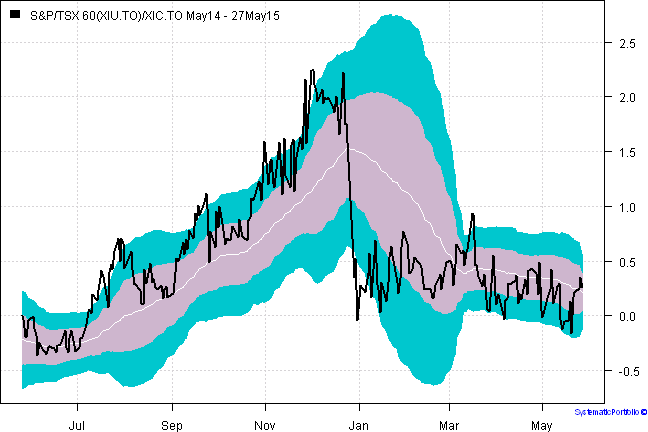 S&P/TSX 60(XIU.TO)/XIC.TO May14 - 27May15
2.5
2.0
1.5
1.0
0.5
0.0
-0.5
Jul Sep Nov Jan Mar May
SystematicPortfolio ©